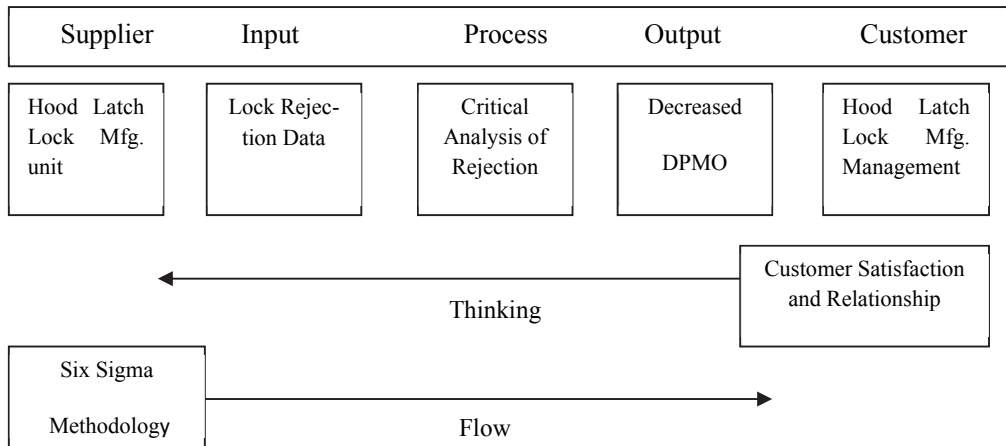 Supplier Input Process Output Customer
Hood Latch
Lock Mfg.
unit
Lock Rejec-
tion Data
Critical
Analysis of
Rejection
Decreased
DPMO
Hood Latch
Lock Mfg.
Management
Customer Satisfaction
and Relationship
Thinking
Six Sigma
Methodology
Flow